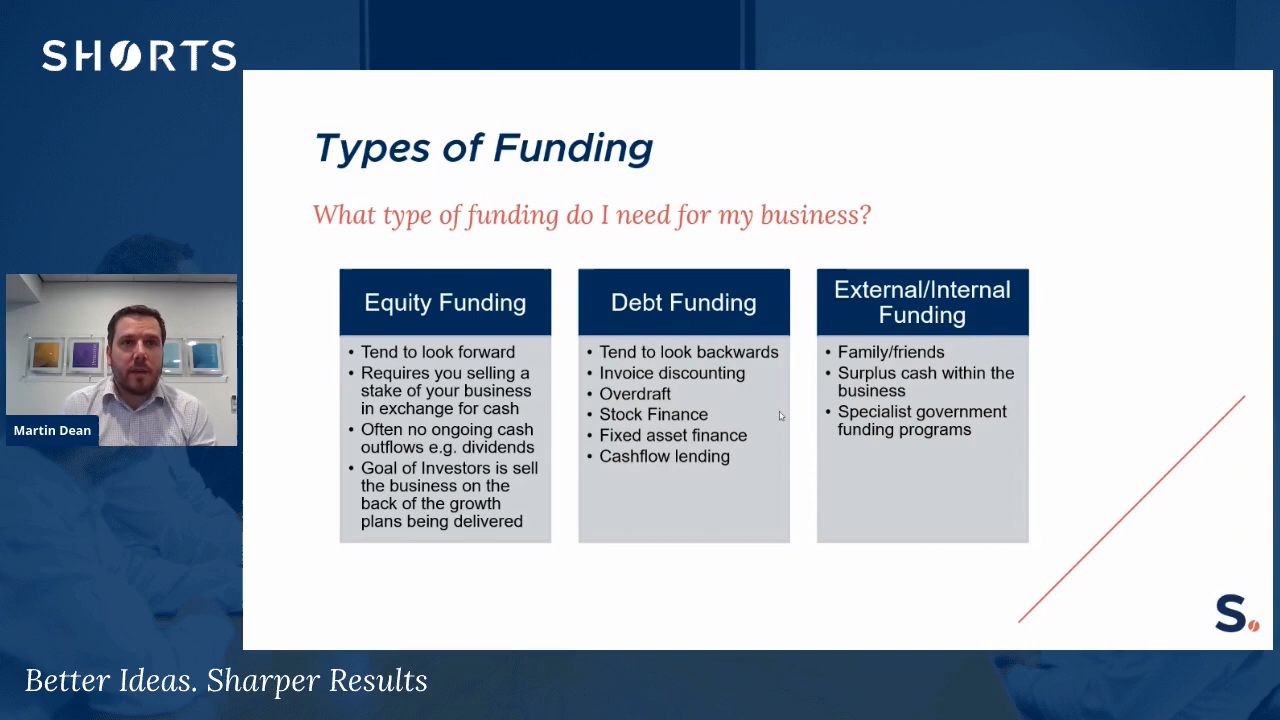 SHORTS
Types of Funding
What type of funding do I need for my business?
Equity Funding
• Tend to look forward
• Requires you selling a
stake of your business
in exchange for cash
• Often no ongoing cash
outflows e.g. dividends
• Goal of Investors is sell
the business on the
back of the growth
plans being delivered
Debt Funding
• Tend to look backwards
• Invoice discounting
• Overdraft
• Stock Finance
• Fixed asset finance
• Cashflow lending
External/Internal
Funding
• Family/friends
• Surplus cash within the
business
• Specialist government
funding programs
Martin Dean
S.
Better Ideas. Sharper Results